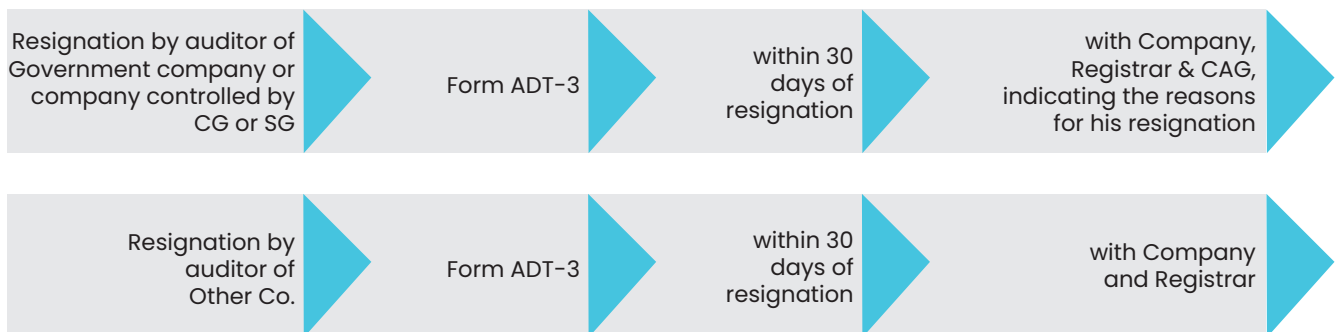 Resignation by auditor of
Government company or
company controlled by
CG or SG
Form ADT-3
within 30
days of
resignation
with Company,
Registrar & CAG,
indicating the reasons
for his resignation
Resignation by
auditor of
Other Co.
Form ADT-3
within 30
days of
resignation
with Company
and Registrar